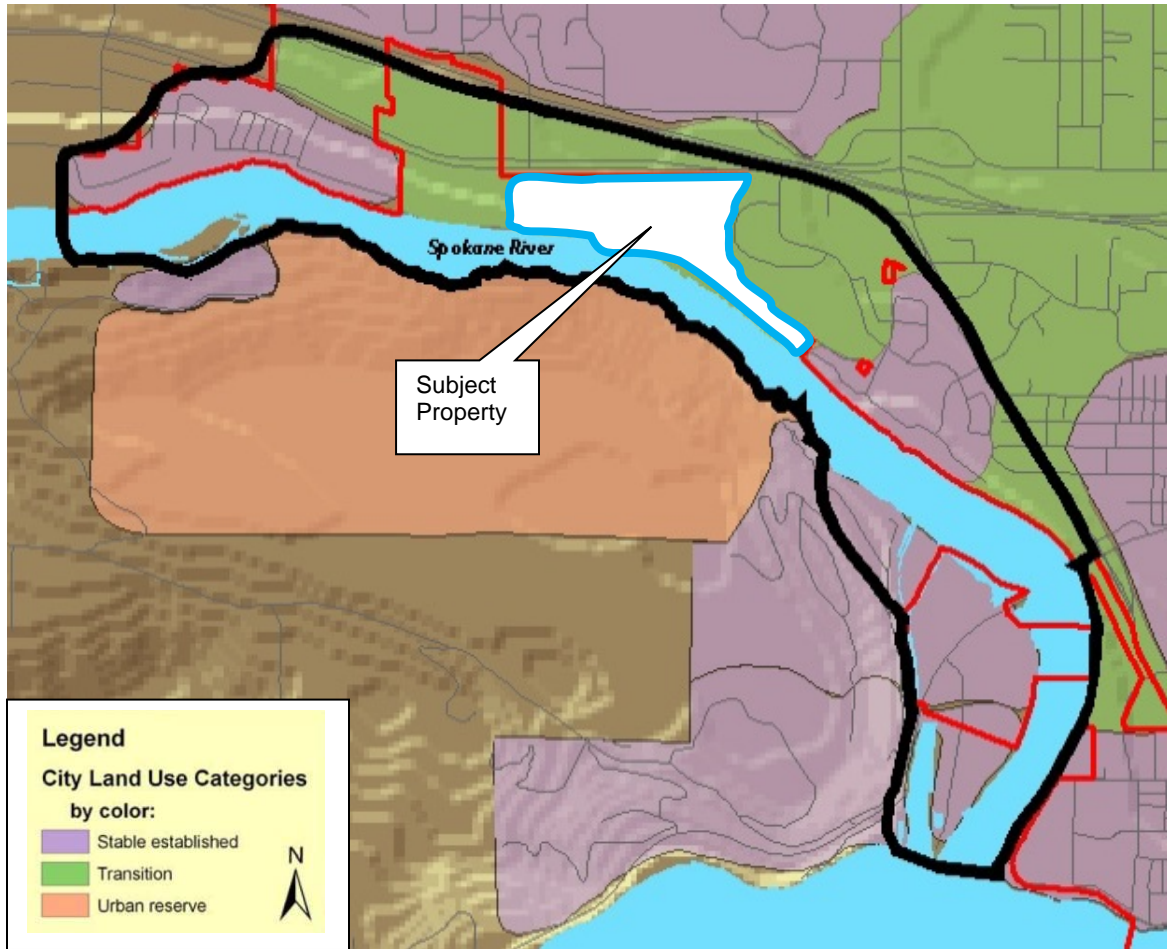 Spokane River
Subject
Property
Legend
City Land Use Categories
by color:
Stable established
Transition
Urban reserve
N